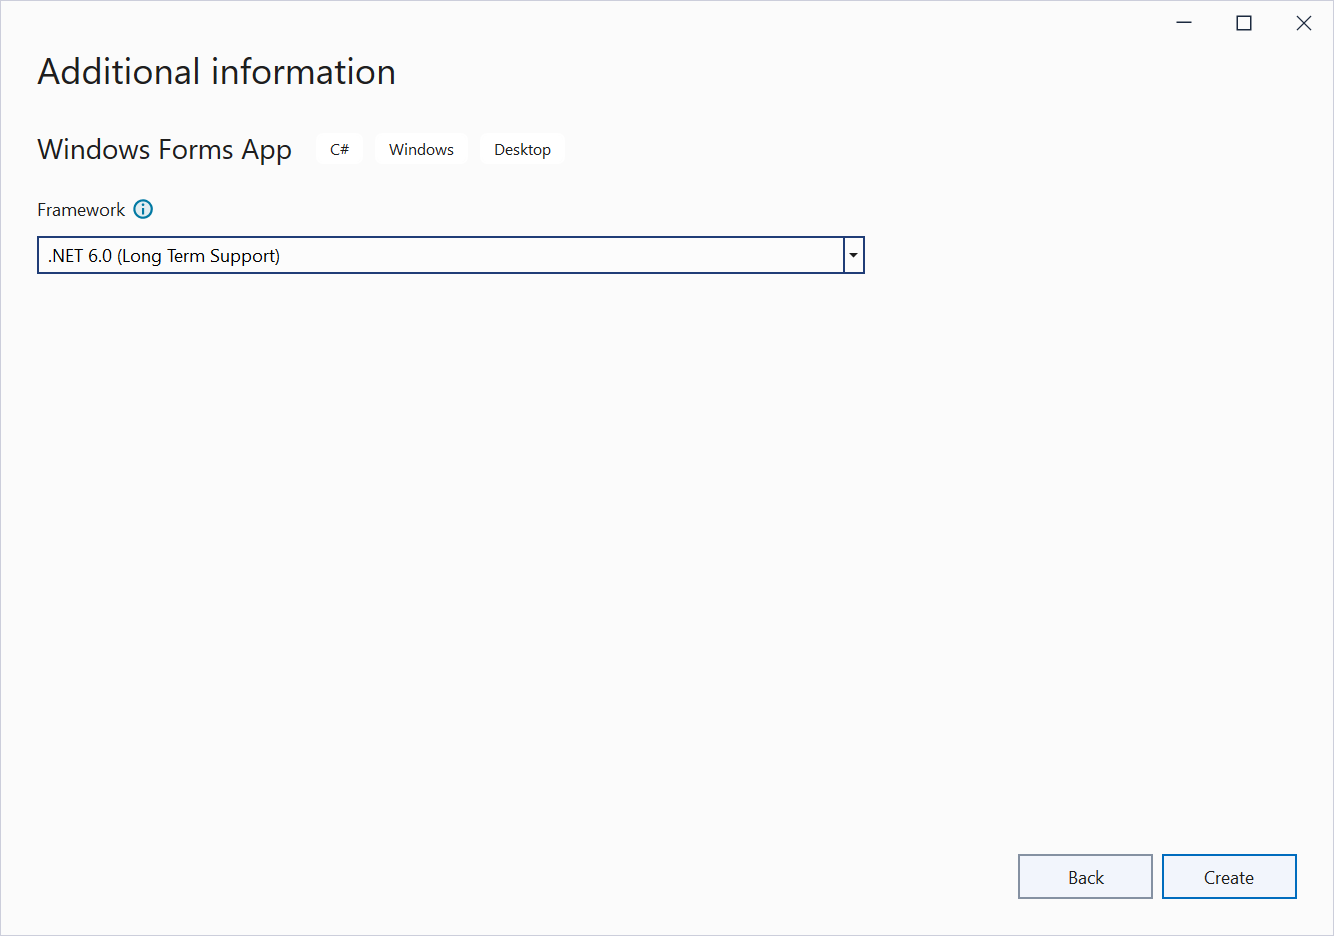 Additional information
Windows Forms App C# Windows Desktop
Framework
.NET 6.0 (Long Term Support)
Back Create